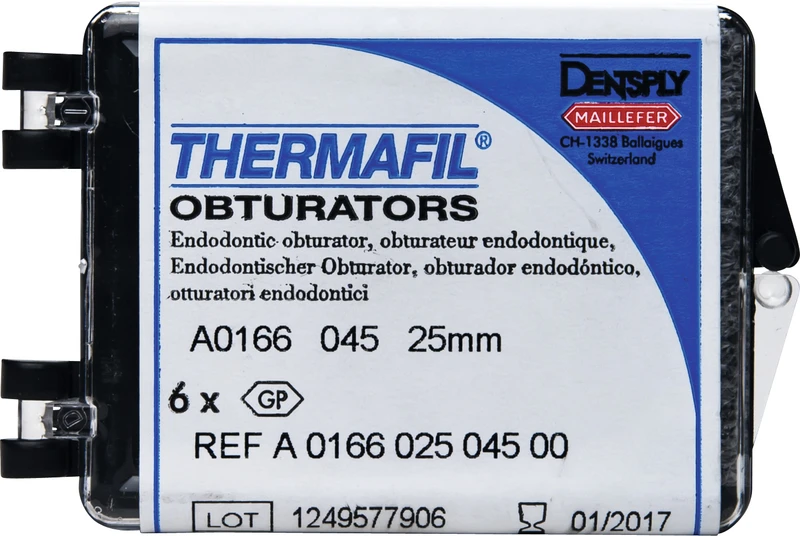 DENTSPLY
MAILLEFER
CH-1338 Ballaigues
Switzerland
THERMAFIL®
OBTURATORS
Endodontic obturator, obturateur endodontique,
Endodontischer Obturator, obturador endodóntico,
otturatori endodontici
A0166 045 25mm
6 x GP
REF A 0166 025 045 00
LOT 1249577906 01/2017